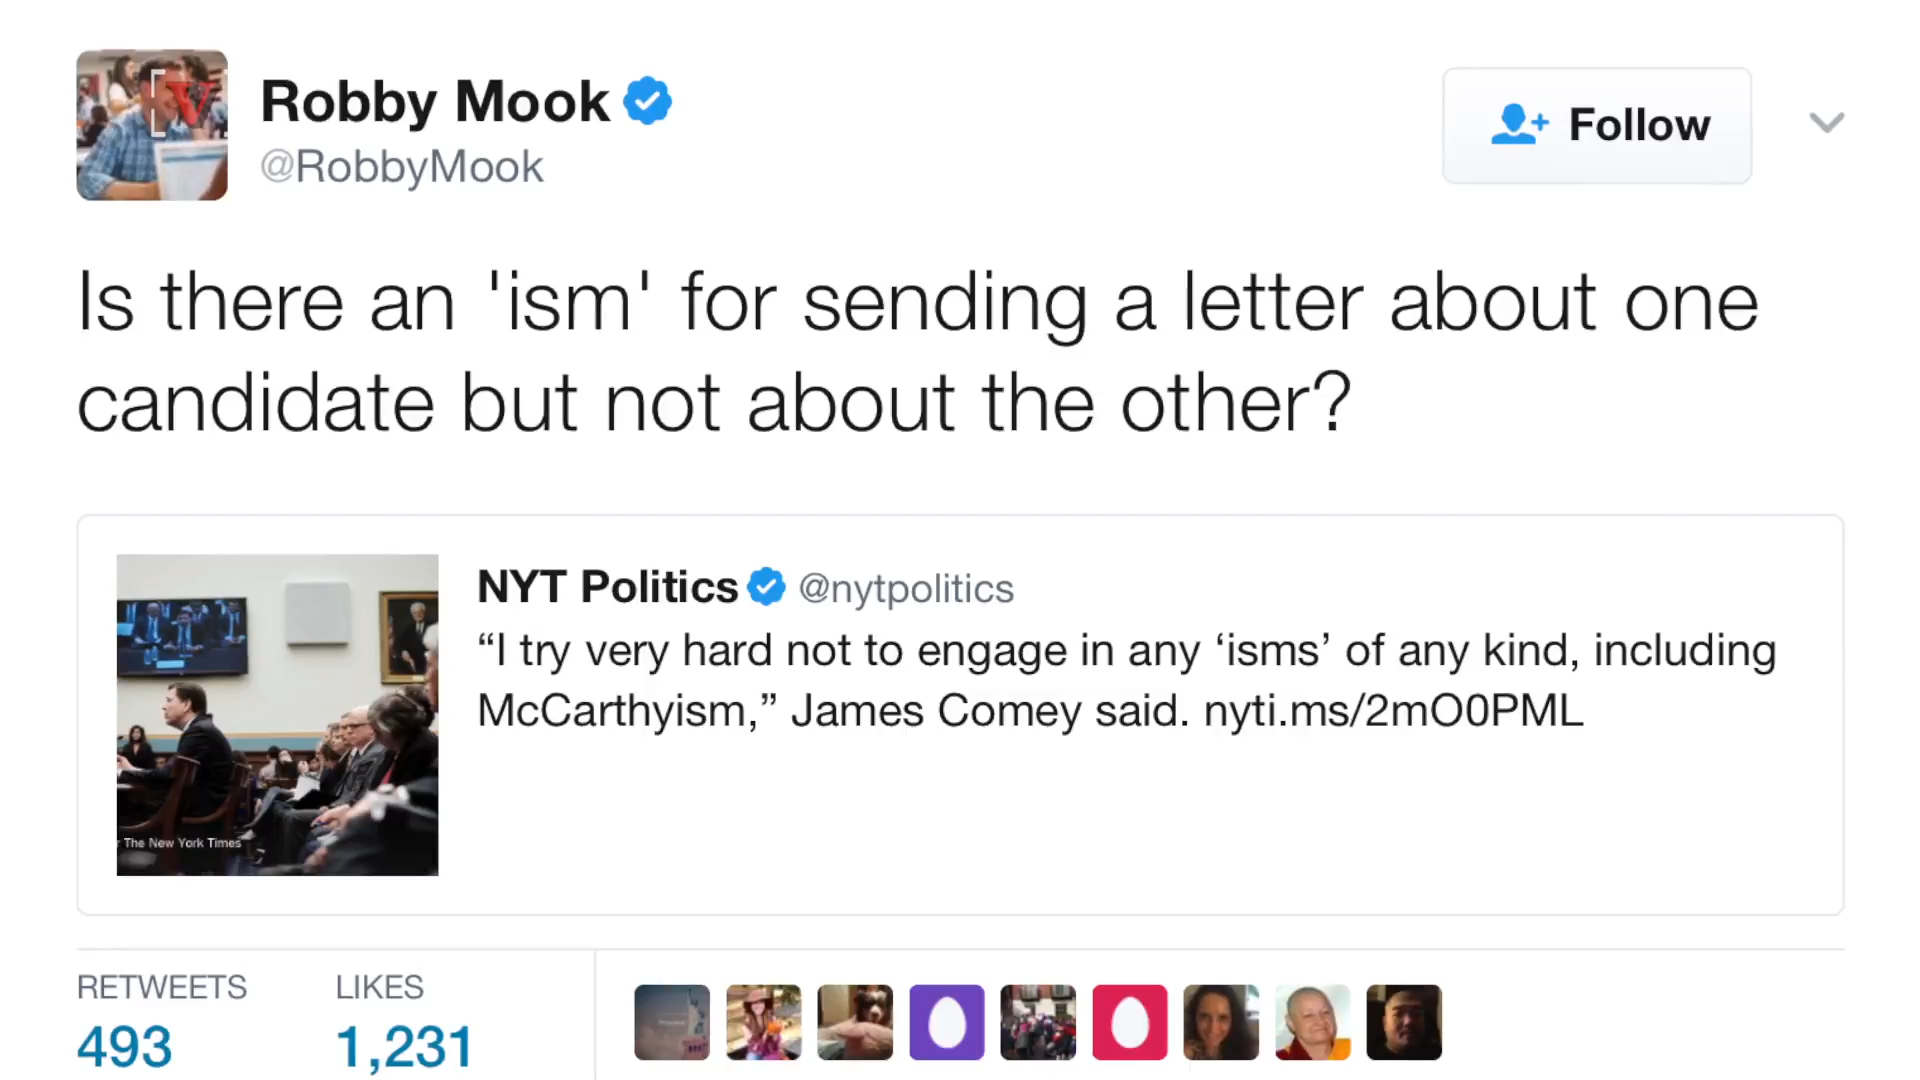 Robby Mook
@RobbyMook
Follow
Is there an 'ism' for sending a letter about one
candidate but not about the other?
NYT Politics @nytpolitics
“I try very hard not to engage in any ‘isms’ of any kind, including
McCarthyism,” James Comey said. nyti.ms/2mO0PML
The New York Times
RETWEETS LIKES
493 1,231